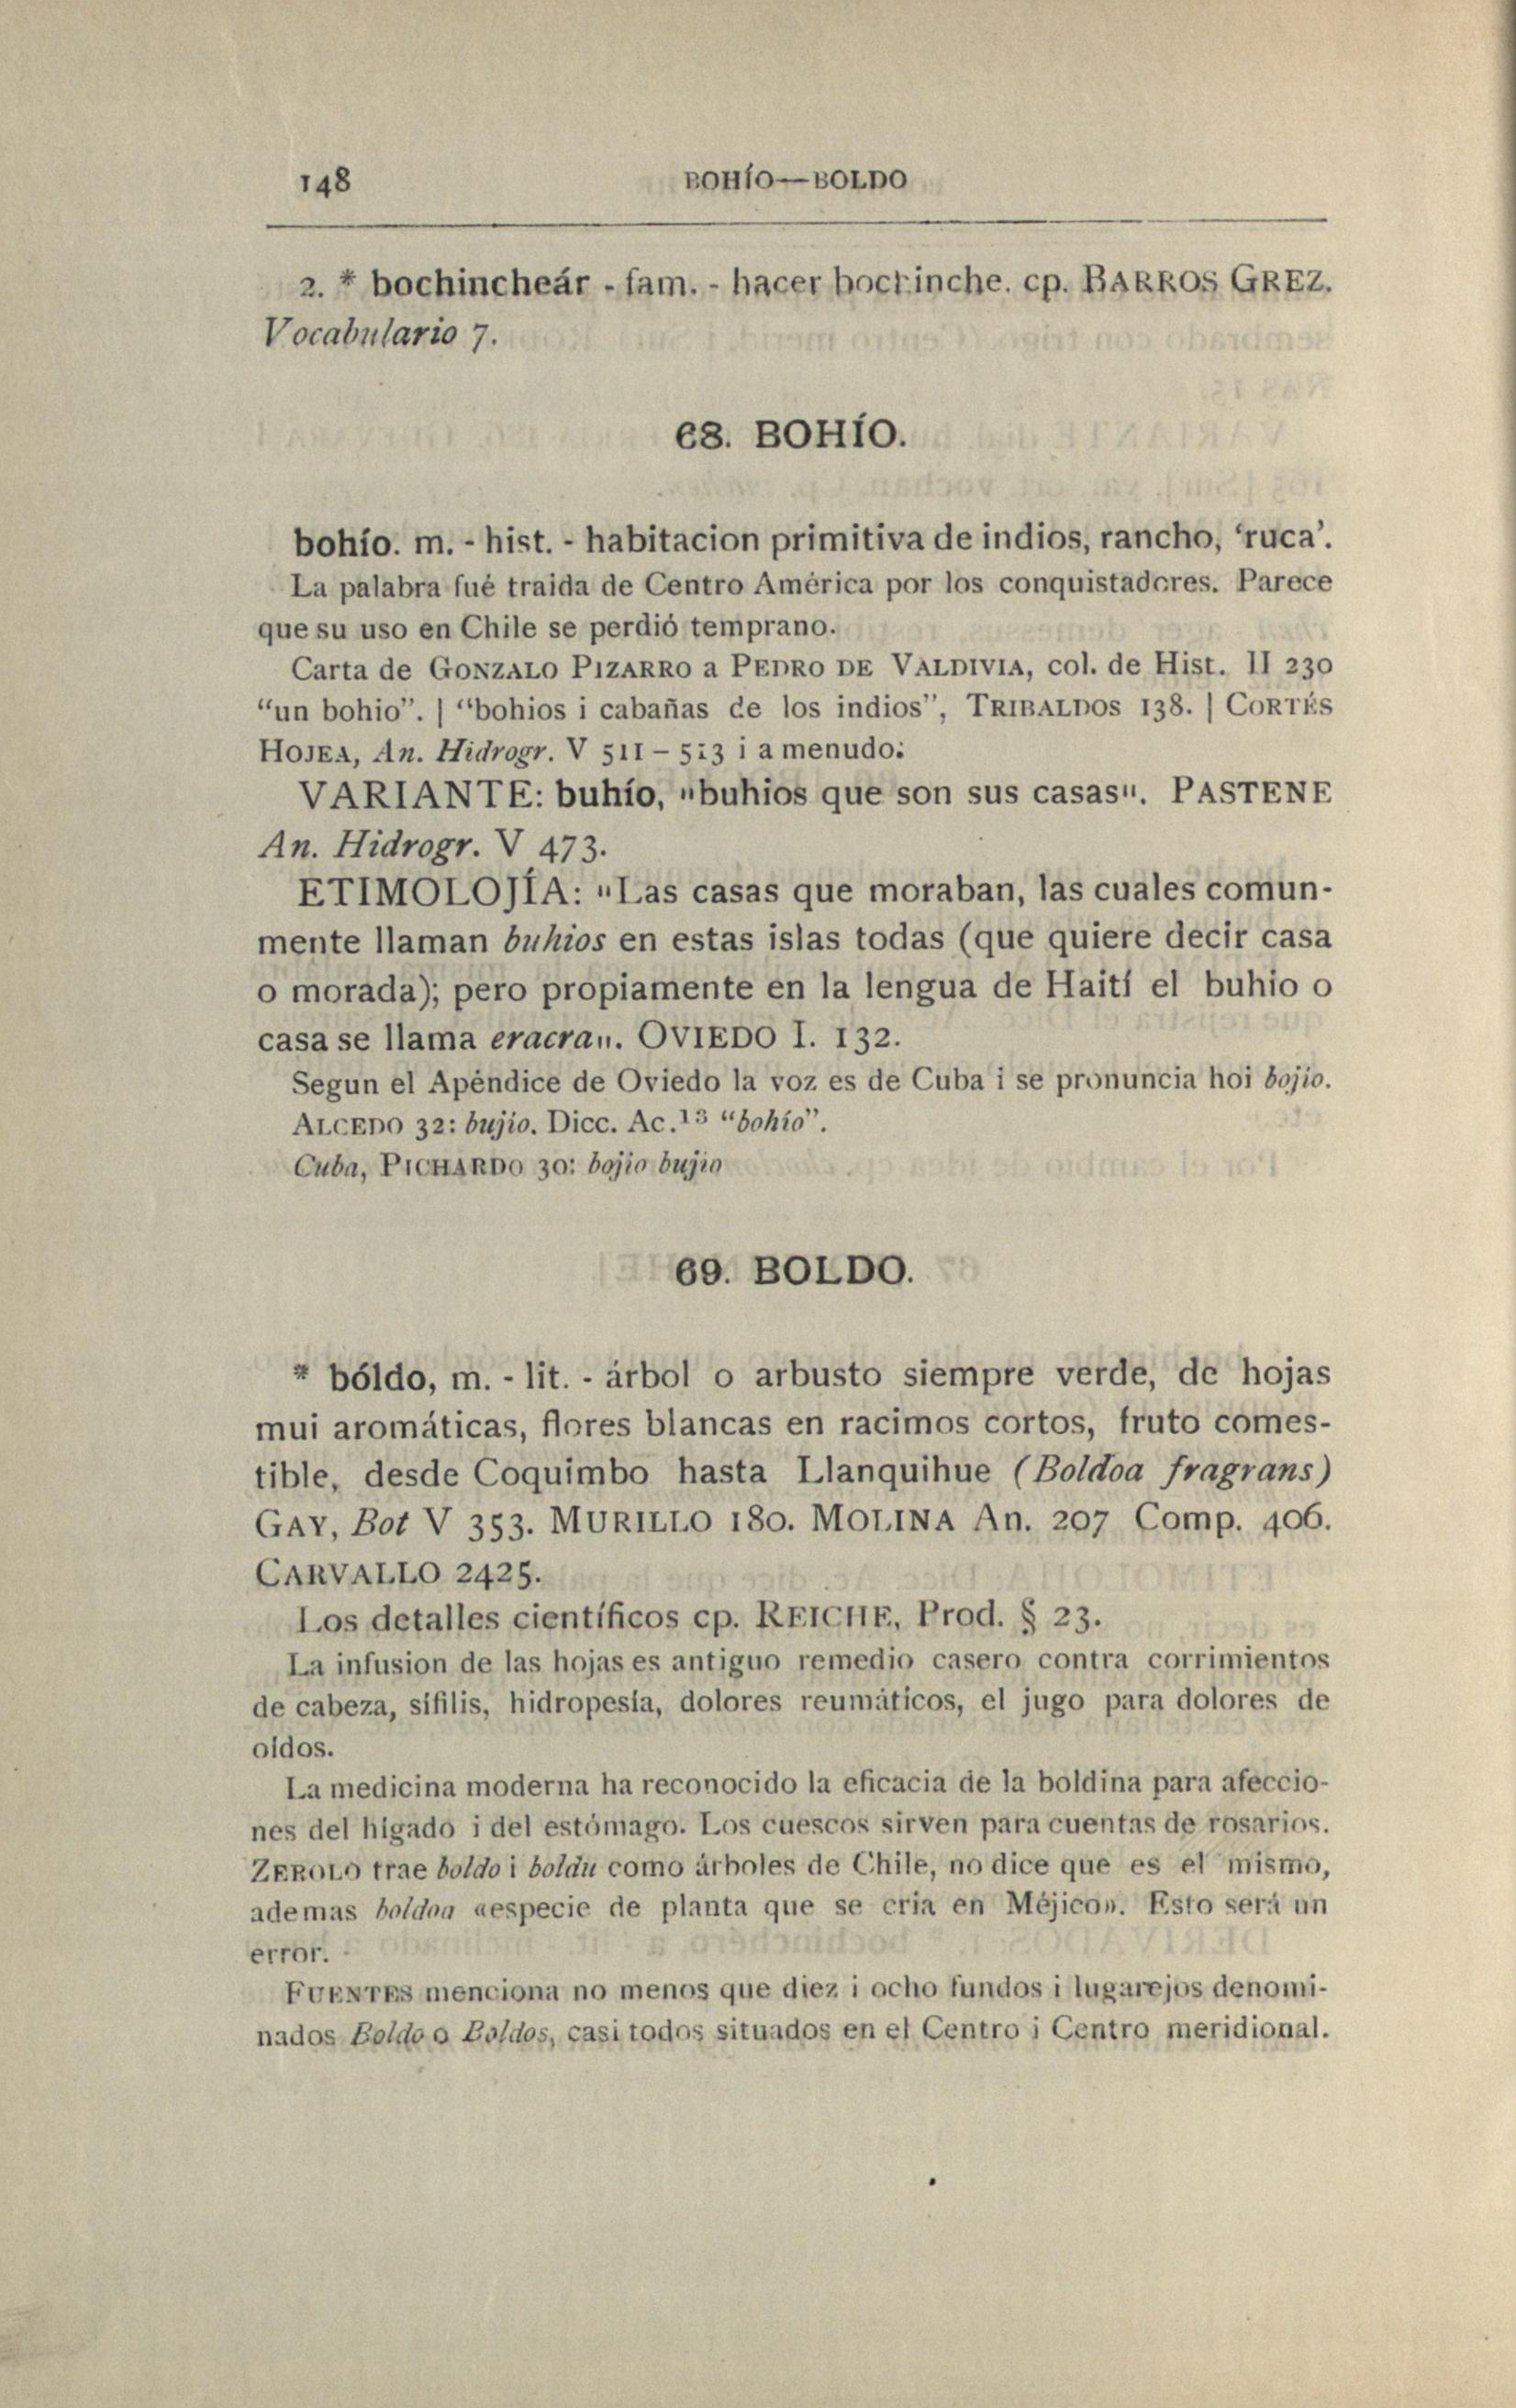 148
BOHÍO—BOLDO
2. * bochincheár - fam. - hacer bochinche. cp. BARROS GREZ.
Vocabulario 7.
68. BOHÍO.
bohío. m. - hist. - habitacion primitiva de indios, rancho, ‘ruca’.
La palabra fué traida de Centro América por los conquistadores. Parece
que su uso en Chile se perdió temprano.
Carta de GONZALO PIZARRO a PEDRO DE VALDIVIA, col. de Hist. II 230
“un bohio”. | “bohios i cabañas de los indios”, TRIBALDOS 138. | CORTÉS
HOJEA, An. Hidrogr. V 511 – 513 i a menudo.
VARIANTE: buhío, "buhios que son sus casas". PASTENE
An. Hidrogr. V 473.
ETIMOLOJÍA: "Las casas que moraban, las cuales comun-
mente llaman buhios en estas islas todas (que quiere decir casa
o morada); pero propiamente en la lengua de Haití el buhio o
casa se llama eracra". OVIEDO I. 132.
Segun el Apéndice de Oviedo la voz es de Cuba i se pronuncia hoi bojio.
ALCEDO 32: bujio. Dicc. Ac.¹³ “bohío”.
Cuba, PICHARDO 30: bojio bujio
69. BOLDO.
* bóldo, m. - lit. - árbol o arbusto siempre verde, de hojas
mui aromáticas, flores blancas en racimos cortos, fruto comes-
tible, desde Coquimbo hasta Llanquihue (Boldoa fragrans)
GAY, Bot V 353. MURILLO 180. MOLINA An. 207 Comp. 406.
CARVALLO 2425.
Los detalles científicos cp. REICHE, Prod. § 23.
La infusion de las hojas es antiguo remedio casero contra corrimientos
de cabeza, sífilis, hidropesía, dolores reumáticos, el jugo para dolores de
oídos.
La medicina moderna ha reconocido la eficacia de la boldina para afeccio-
nes del hígado i del estómago. Los cuescos sirven para cuentas de rosarios.
ZEROLO trae boldo i boldu como árboles de Chile, no dice que es el mismo,
ademas boldoa «especie de planta que se cria en Méjico». Esto será un
error.
FUENTES menciona no menos que diez i ocho fundos i lugarejos denomi-
nados Boldo o Boldos, casi todos situados en el Centro i Centro meridional.